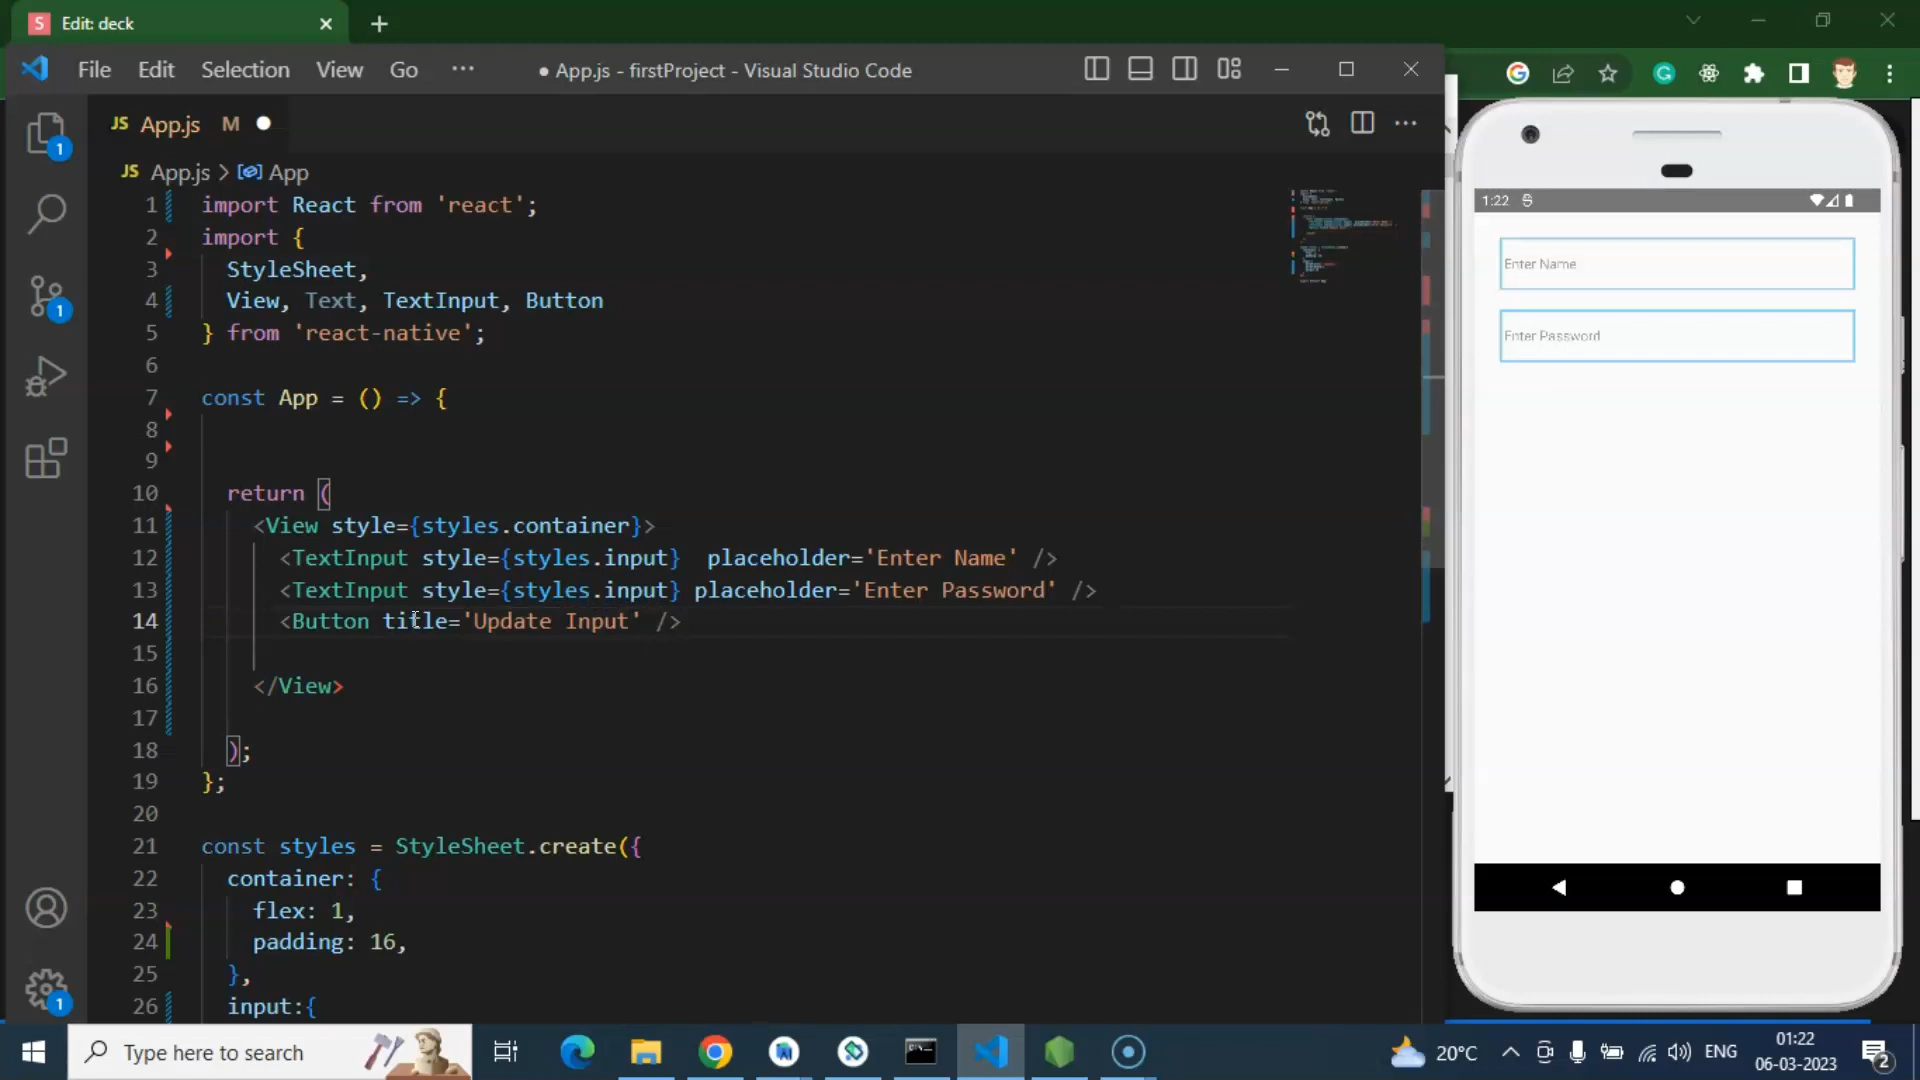 S Edit: deck
File Edit Selection View Go ··· ● App.js - firstProject - Visual Studio Code
JS App.js M
JS App.js > App
1 import React from 'react';
2 import {
3 StyleSheet,
4 View, Text, TextInput, Button
5 } from 'react-native';
6
7 const App = () => {
8
9
10 return (
11 <View style={styles.container}>
12 <TextInput style={styles.input}  placeholder='Enter Name' />
13 <TextInput style={styles.input} placeholder='Enter Password' />
14 <Button title='Update Input' />
15
16 </View>
17
18 );
19 };
20
21 const styles = StyleSheet.create({
22 container: {
23 flex: 1,
24 padding: 16,
25 },
26 input:{
1
1
1
1:22
Enter Name
Enter Password
Type here to search
20°C
ENG
01:22
06-03-2023
2